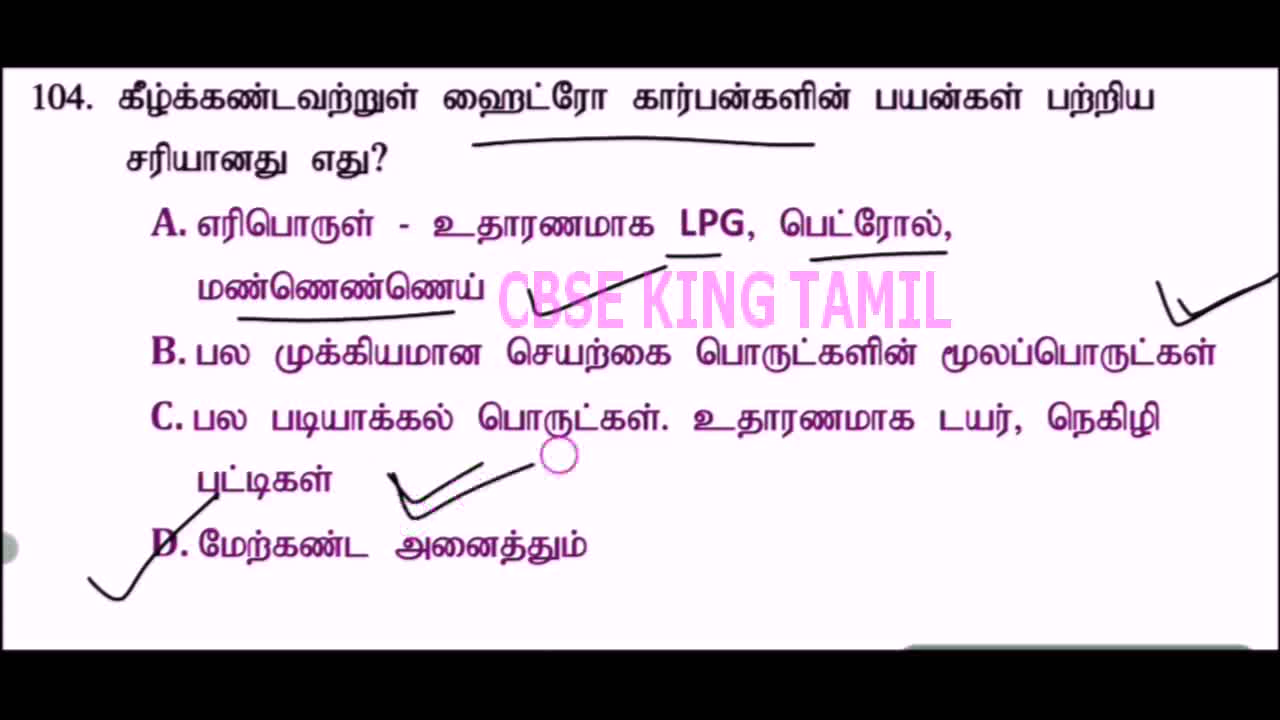 104. கீழ்க்கண்டவற்றுள் ஹைட்ரோ கார்பன்களின் பயன்கள் பற்றிய
சரியானது எது?
A. எரிபொருள் - உதாரணமாக LPG, பெட்ரோல்,
மண்ணெண்ணெய்
CBSE KING TAMIL
B. பல முக்கியமான செயற்கை பொருட்களின் மூலப்பொருட்கள்
C. பல படியாக்கல் பொருட்கள். உதாரணமாக டயர், நெகிழி
புட்டிகள்
D. மேற்கண்ட அனைத்தும்